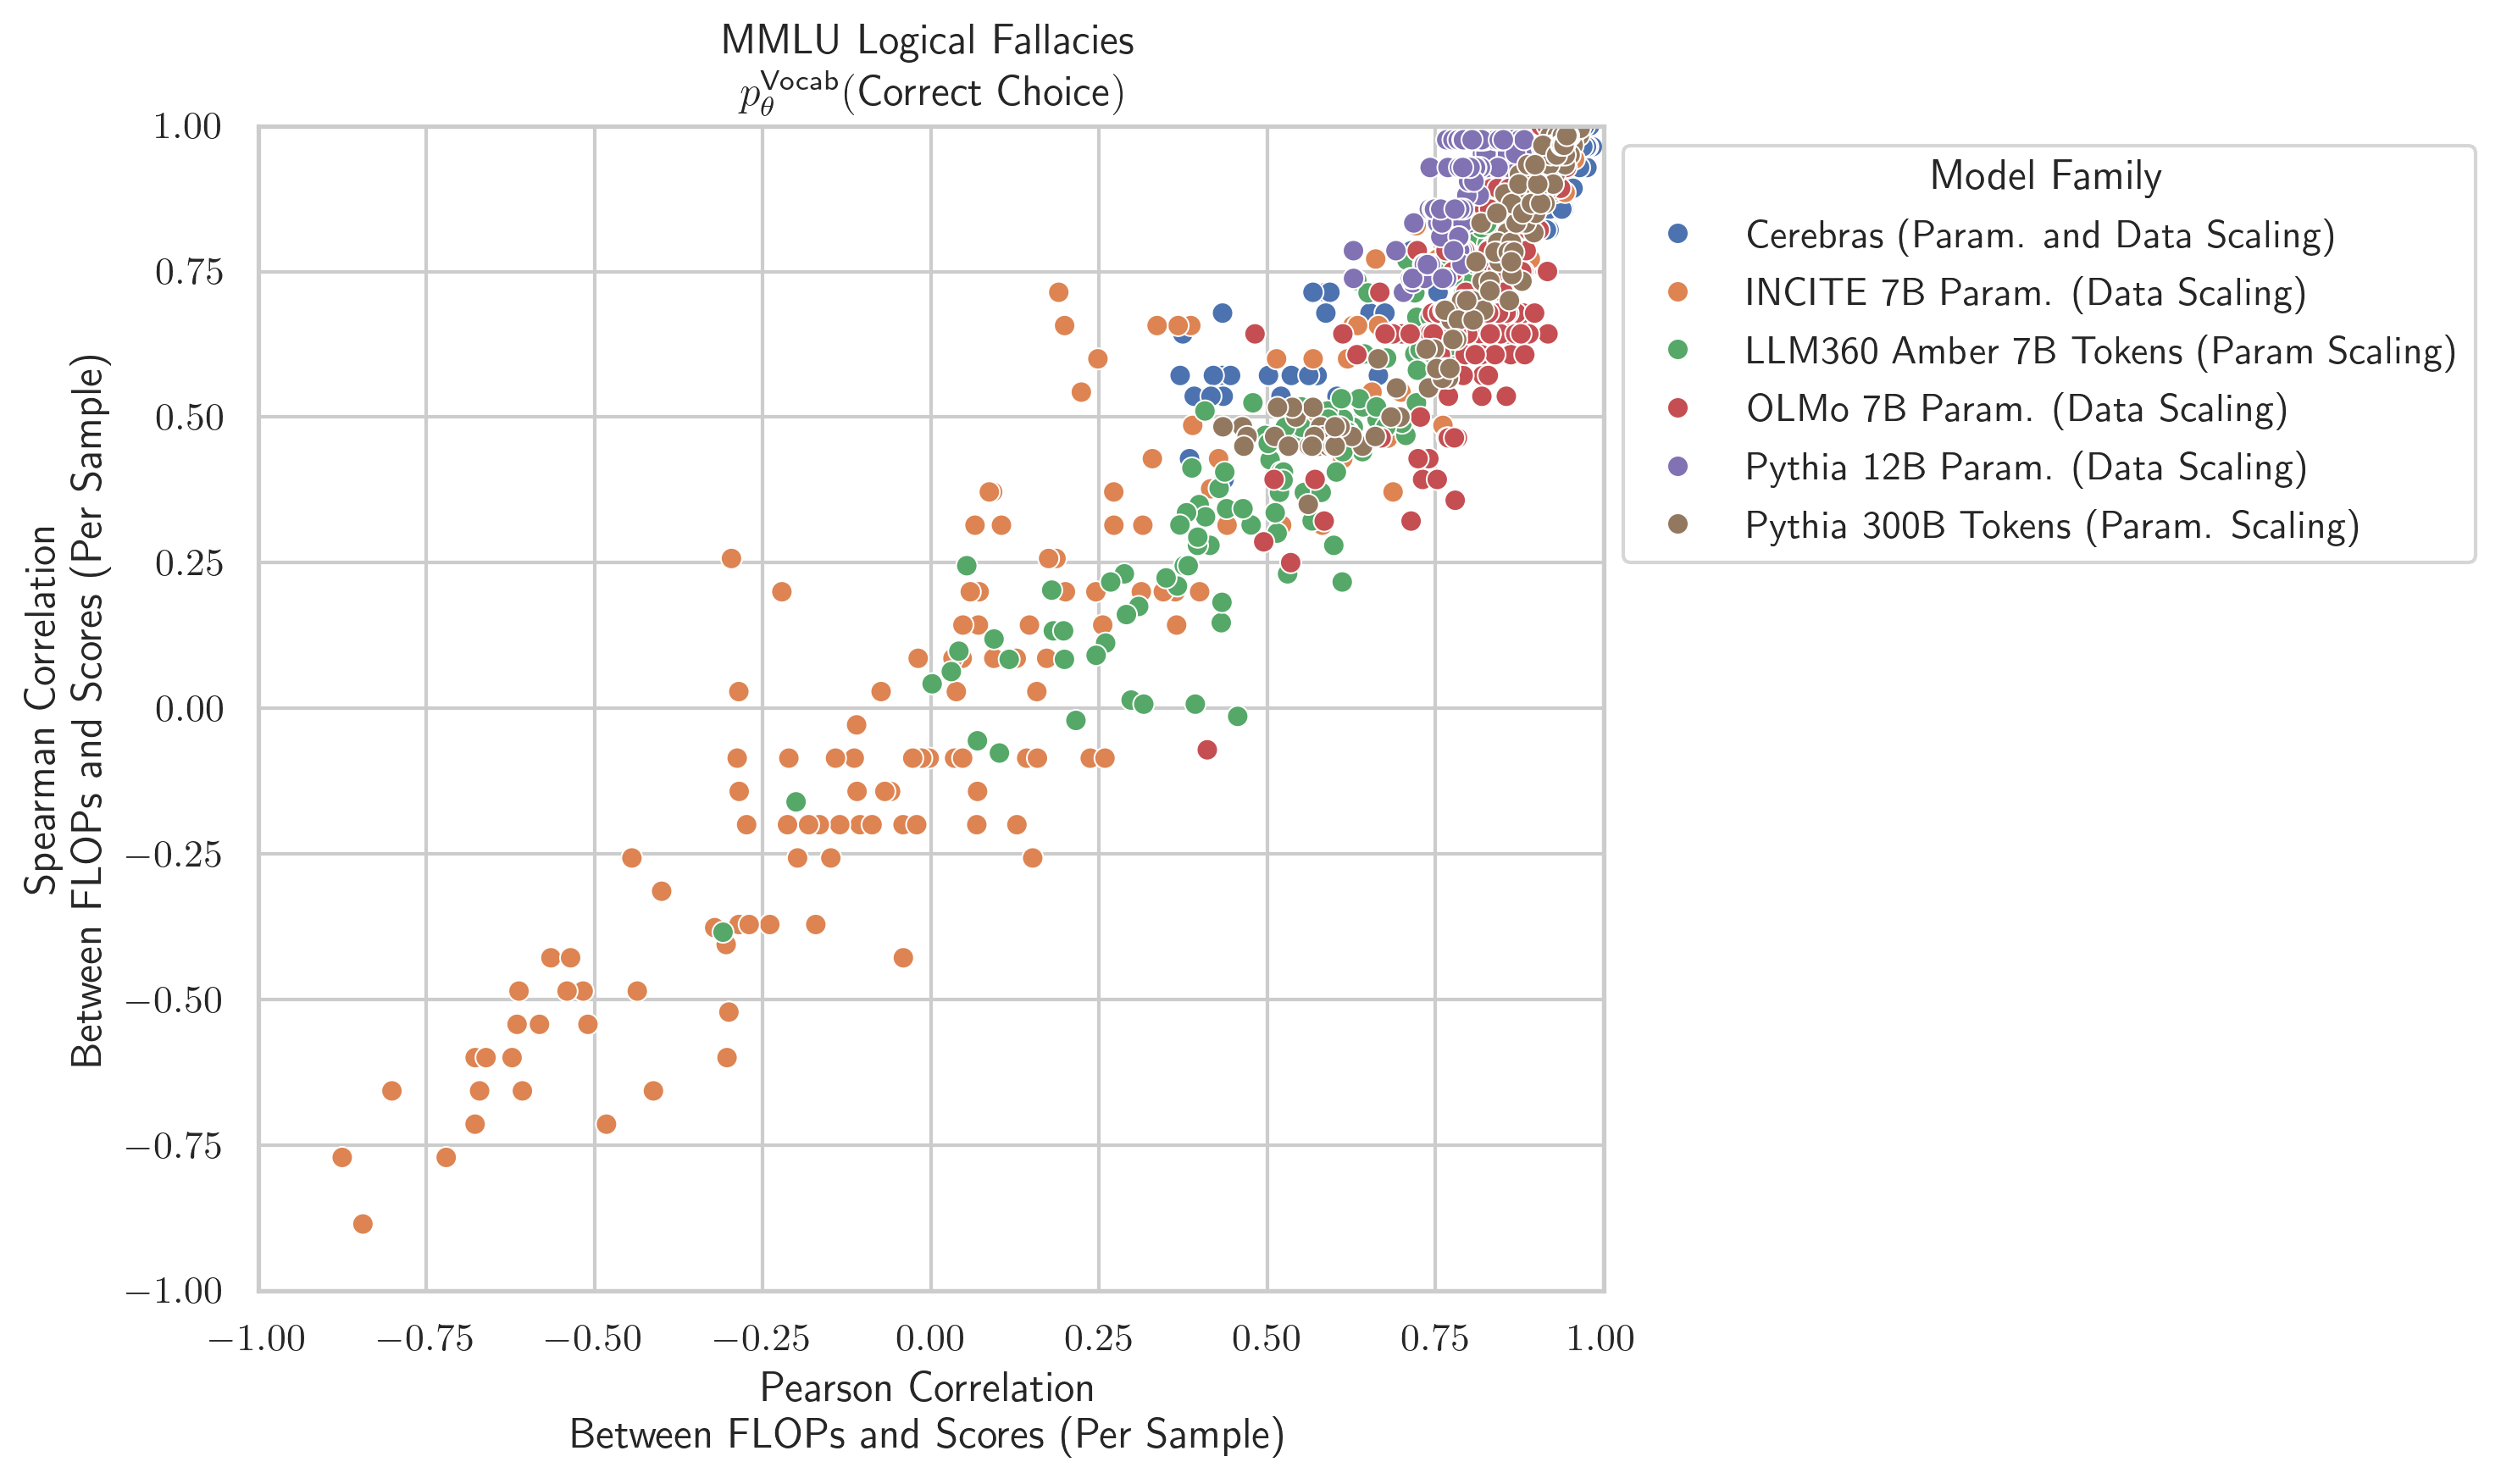 MMLU Logical Fallacies
p_θ^Vocab(Correct Choice)
1.00
0.75
0.50
0.25
0.00
−0.25
−0.50
−0.75
−1.00
Spearman Correlation
Between FLOPs and Scores (Per Sample)
−1.00 −0.75 −0.50 −0.25 0.00 0.25 0.50 0.75 1.00
Pearson Correlation
Between FLOPs and Scores (Per Sample)
Model Family
Cerebras (Param. and Data Scaling)
INCITE 7B Param. (Data Scaling)
LLM360 Amber 7B Tokens (Param Scaling)
OLMo 7B Param. (Data Scaling)
Pythia 12B Param. (Data Scaling)
Pythia 300B Tokens (Param. Scaling)